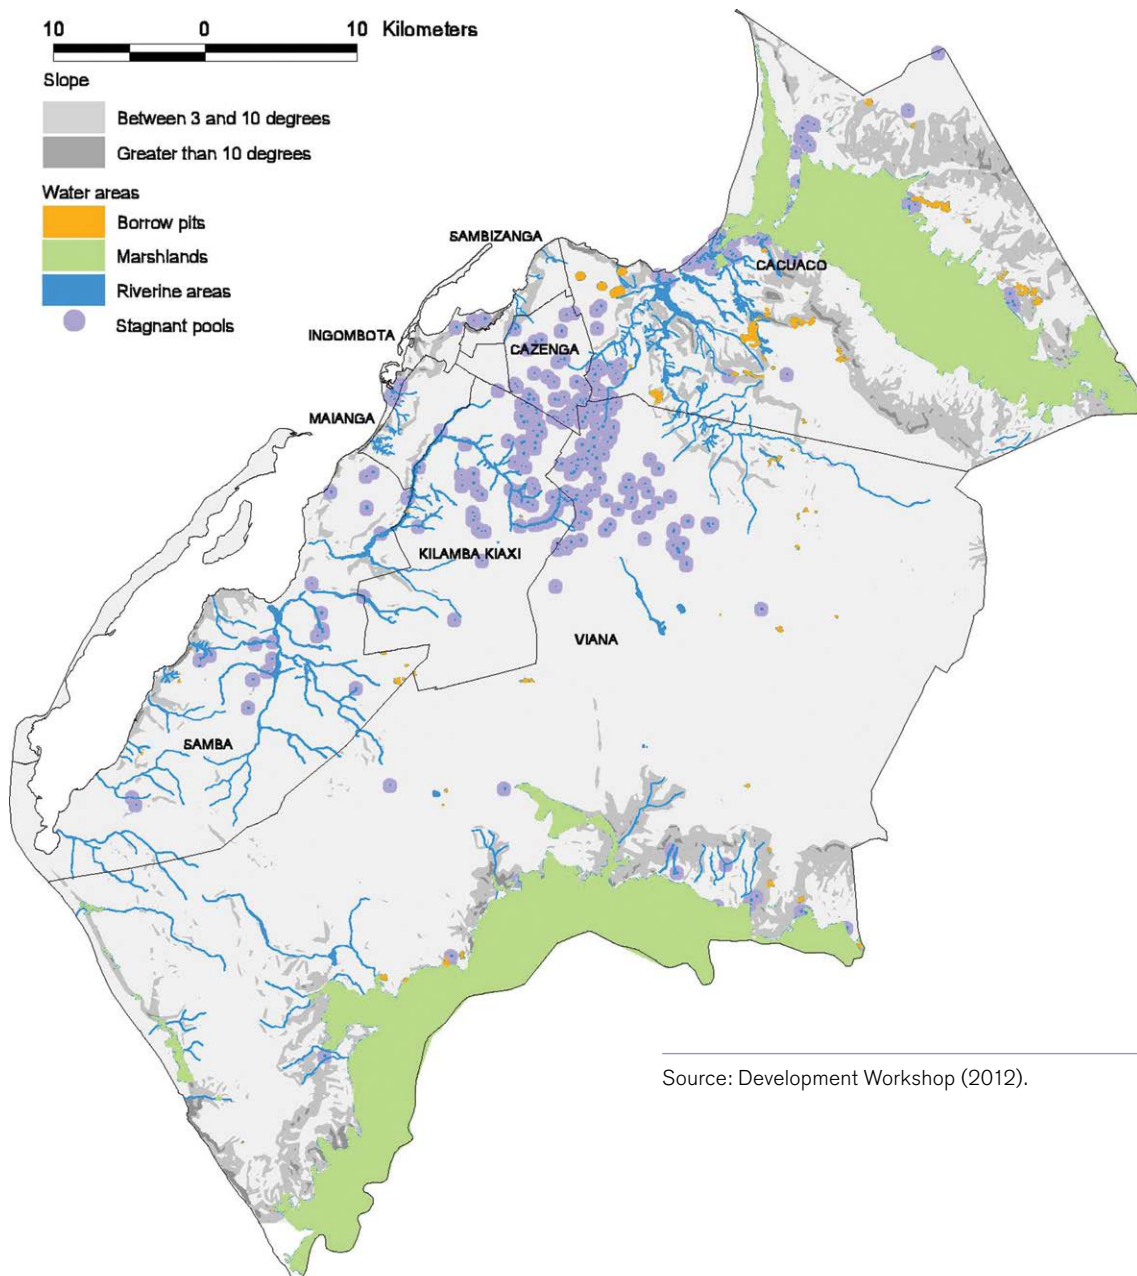 10 0 10 Kilometers
Slope
Between 3 and 10 degrees
Greater than 10 degrees
Water areas
Borrow pits
Marshlands
Riverine areas
Stagnant pools
SAMBIZANGA
CACUACO
INGOMBOTA
CAZENGA
MAIANGA
KILAMBA KIAXI
VIANA
SAMBA
Source: Development Workshop (2012).